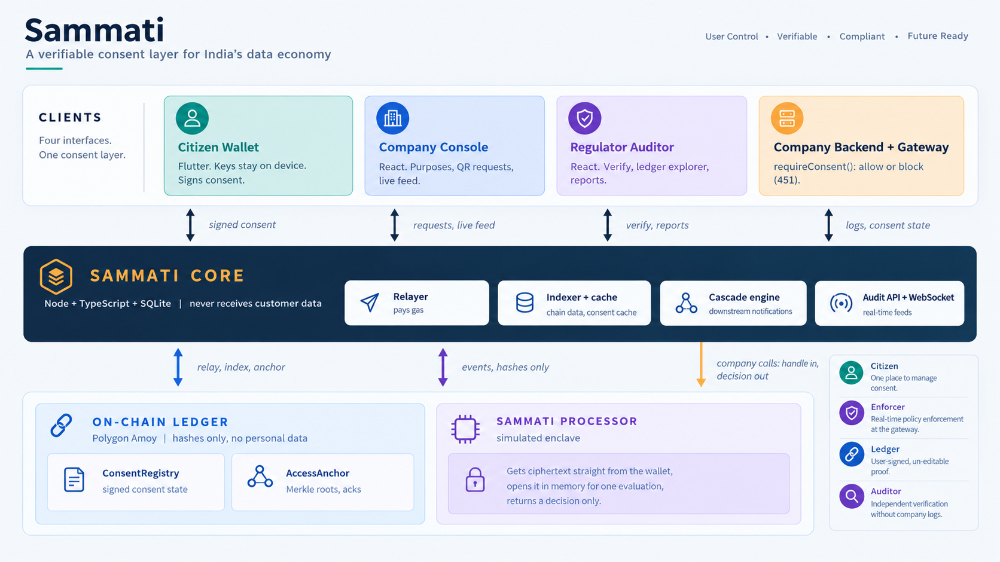 Sammati
A verifiable consent layer for India's data economy
User Control • Verifiable • Compliant • Future Ready
CLIENTS
Four interfaces.
One consent layer.
Citizen Wallet
Flutter. Keys stay on device.
Signs consent.
Company Console
React. Purposes, QR requests,
live feed.
Regulator Auditor
React. Verify, ledger explorer,
reports.
Company Backend + Gateway
requireConsent(): allow or block
(451).
signed consent
requests, live feed
verify, reports
logs, consent state
SAMMATI CORE
Node + TypeScript + SQLite | never receives customer data
Relayer
pays gas
Indexer + cache
chain data, consent cache
Cascade engine
downstream notifications
Audit API + WebSocket
real-time feeds
relay, index, anchor
events, hashes only
company calls: handle in,
decision out
ON-CHAIN LEDGER
Polygon Amoy | hashes only, no personal data
ConsentRegistry
signed consent state
AccessAnchor
Merkle roots, acks
SAMMATI PROCESSOR
simulated enclave
Gets ciphertext straight from the wallet,
opens it in memory for one evaluation,
returns a decision only.
Citizen
One place to manage
consent.
Enforcer
Real-time policy enforcement
at the gateway.
Ledger
User-signed, un-editable
proof.
Auditor
Independent verification
without company logs.